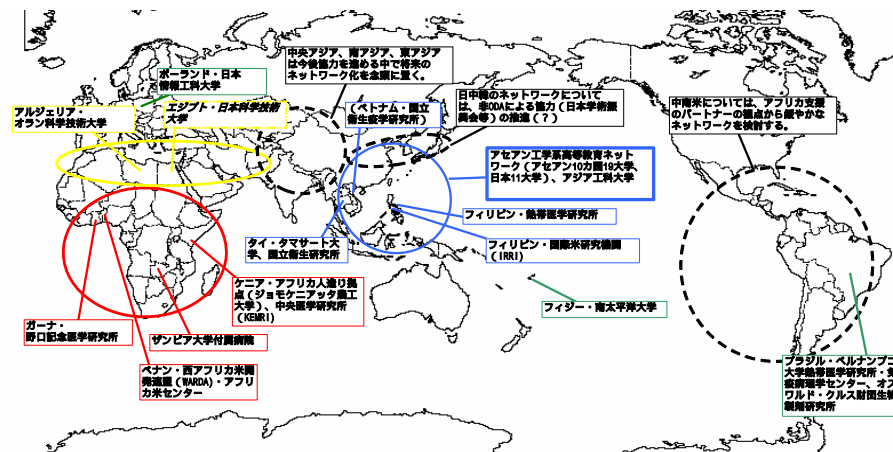 中央アジア、南アジア、東アジア
は今後協力を進める中で将来の
ネットワーク化を念頭に置く。
ポーランド・日本
情報工科大学
アルジェリア・
オラン科学技術大学
エジプト・日本科学技術
大学
(ベトナム・国立
衛生疫学研究所)
日中韓のネットワークについて
は、非ODAによる協力(日本学術振
興会等)の推進(?)
中南米については、アフリカ支援
のパートナーの観点から緩やかな
ネットワークを検討する。
アセアン工学系高等教育ネット
ワーク(アセアン10カ国19大学、
日本11大学)、アジア工科大学
フィリピン・熱帯医学研究所
フィリピン・国際米研究機関
(IRRI)
タイ・タマサート大
学、国立衛生研究所
フィジー・南太平洋大学
ケニア・アフリカ人造り拠
点(ジョモケニアッタ農工
大学)、中央医学研究所
(KEMRI)
ガーナ・
野口記念医学研究所
ザンビア大学付属病院
ベナン・西アフリカ米開
発連盟(WARDA)・アフリ
カ米センター
ブラジル・ペルナンブコ
大学熱帯医学研究所・免
疫病理学センター、オズ
ワルド・クルス財団生物
製剤研究所